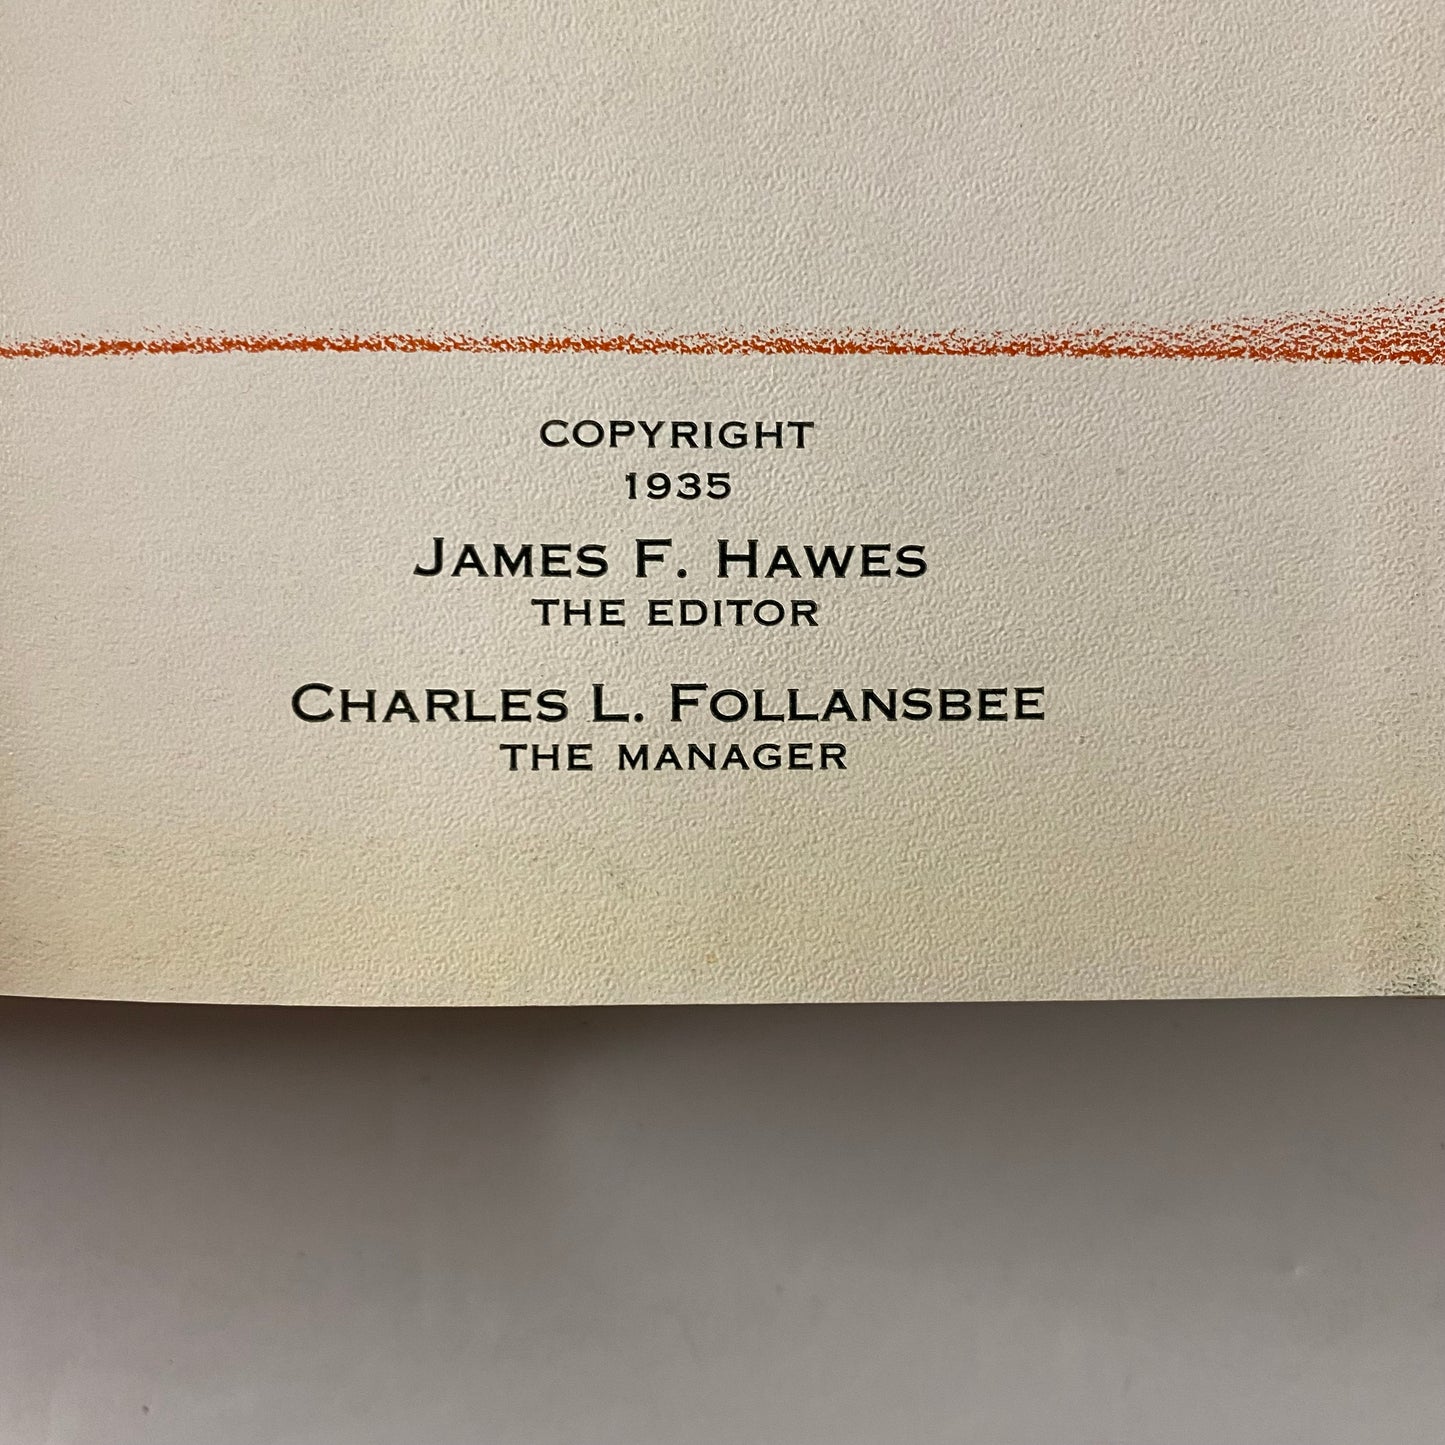 COPYRIGHT
1935
JAMES F. HAWES
THE EDITOR
CHARLES L. FOLLANSBEE
THE MANAGER